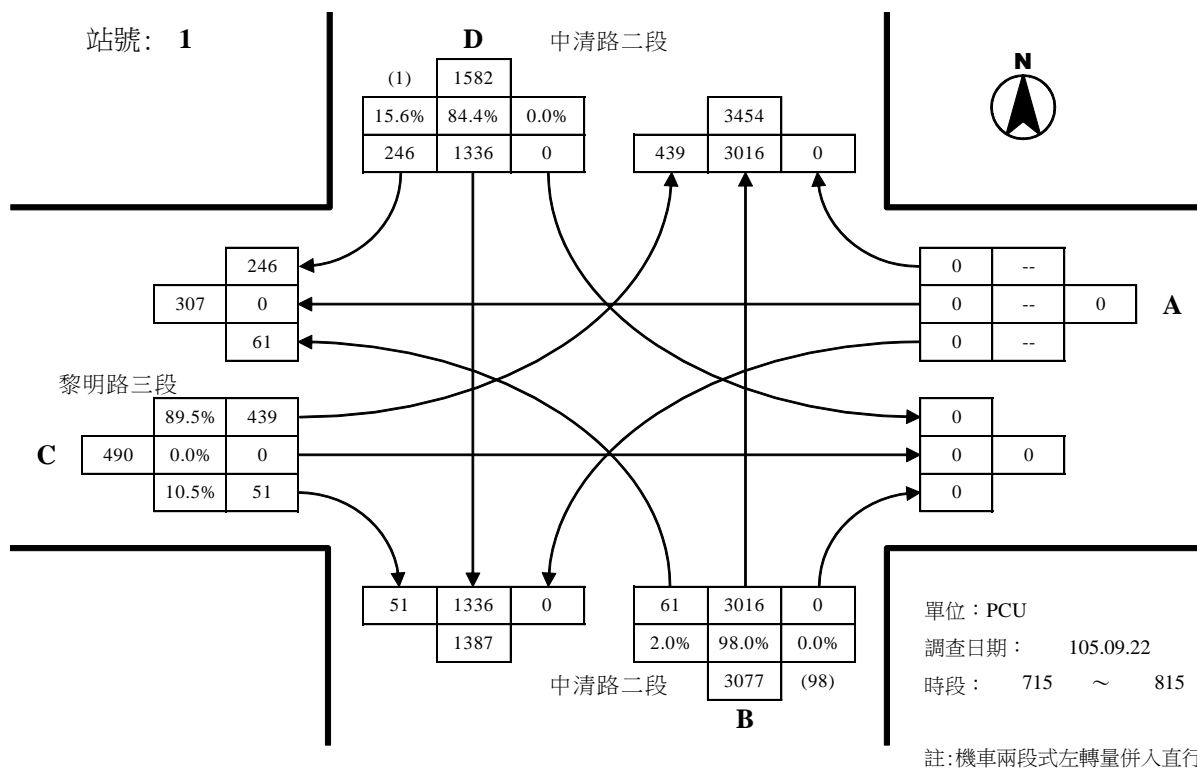 站號: 1
D 中清路二段
N
(1) 1582
15.6% 84.4% 0.0%
246 1336 0
3454
439 3016 0
246
307 0
61
0 --
0 -- 0
0 --
A
黎明路三段
89.5% 439
C 490 0.0% 0
10.5% 51
0
0 0
0
51 1336 0
1387
61 3016 0
2.0% 98.0% 0.0%
中清路二段 3077 (98)
B
單位：PCU
調查日期： 105.09.22
時段： 715 ～ 815
註:機車兩段式左轉量併入直行